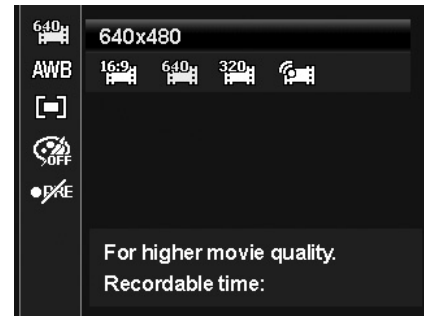 640
640x480
AWB
16:9 640 320
OFF
PRE
For higher movie quality.
Recordable time: